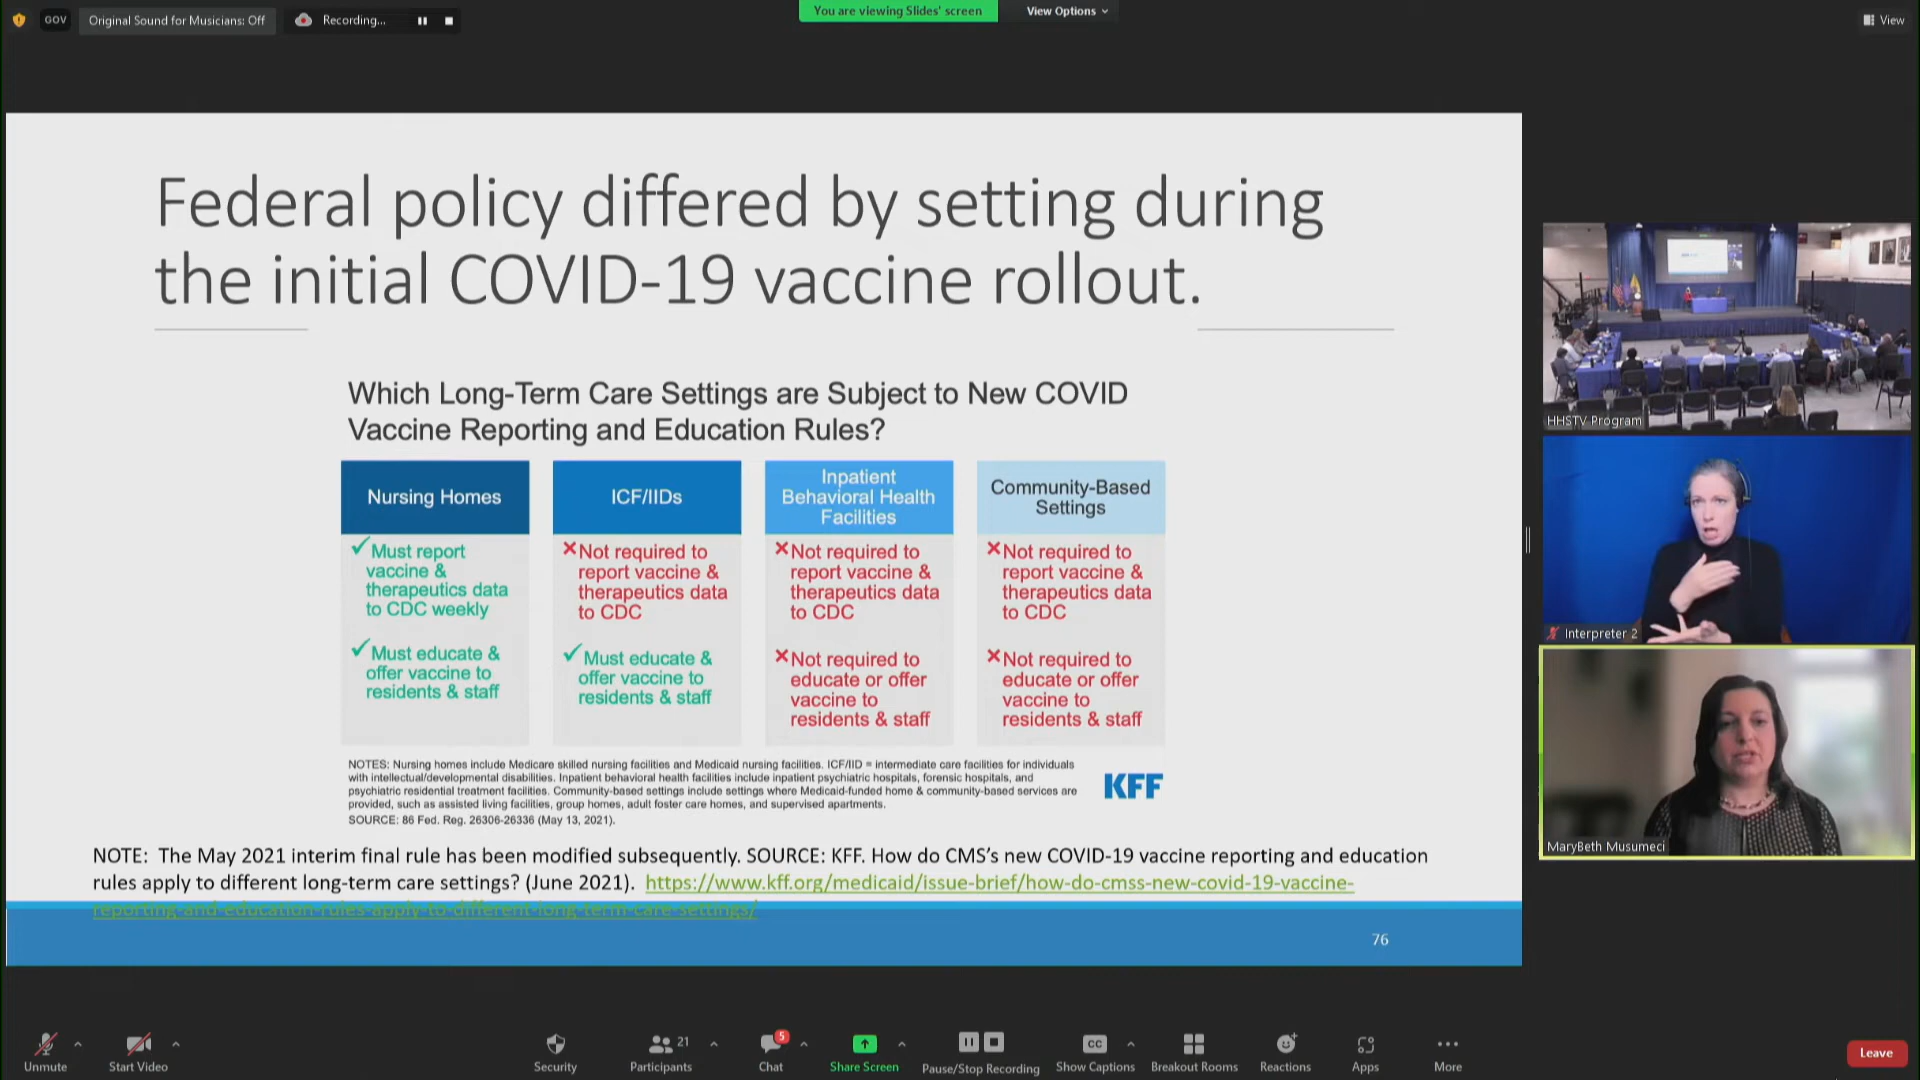 GOV
Original Sound for Musicians: Off
Recording...
You are viewing Slides' screen
View Options
View
Federal policy differed by setting during
the initial COVID-19 vaccine rollout.
Which Long-Term Care Settings are Subject to New COVID
Vaccine Reporting and Education Rules?
Nursing Homes
✓Must report
vaccine &
therapeutics data
to CDC weekly
✓Must educate &
offer vaccine to
residents & staff
ICF/IIDs
×Not required to
report vaccine &
therapeutics data
to CDC
✓Must educate &
offer vaccine to
residents & staff
Inpatient
Behavioral Health
Facilities
×Not required to
report vaccine &
therapeutics data
to CDC
×Not required to
educate or offer
vaccine to
residents & staff
Community-Based
Settings
×Not required to
report vaccine &
therapeutics data
to CDC
×Not required to
educate or offer
vaccine to
residents & staff
NOTES: Nursing homes include Medicare skilled nursing facilities and Medicaid nursing facilities. ICF/IID = intermediate care facilities for individuals
with intellectual/developmental disabilities. Inpatient behavioral health facilities include inpatient psychiatric hospitals, forensic hospitals, and
psychiatric residential treatment facilities. Community-based settings include settings where Medicaid-funded home & community-based services are
provided, such as assisted living facilities, group homes, adult foster care homes, and supervised apartments.
SOURCE: 86 Fed. Reg. 26306-26336 (May 13, 2021).
KFF
NOTE: The May 2021 interim final rule has been modified subsequently. SOURCE: KFF. How do CMS's new COVID-19 vaccine reporting and education
rules apply to different long-term care settings? (June 2021). https://www.kff.org/medicaid/issue-brief/how-do-cmss-new-covid-19-vaccine-
reporting-and-education-rules-apply-to-different-long-term-care-settings/
76
HHSTV Program
Interpreter 2
MaryBeth Musumeci
Unmute
Start Video
Security
Participants
21
Chat
5
Share Screen
Pause/Stop Recording
CC
Show Captions
Breakout Rooms
Reactions
Apps
More
Leave